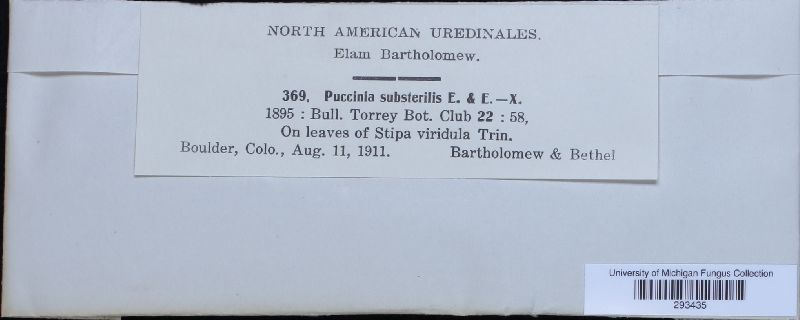 NORTH AMERICAN UREDINALES.
Elam Bartholomew.
369. Puccinia substerilis E. & E.—X.
1895 : Bull. Torrey Bot. Club 22 : 58,
On leaves of Stipa viridula Trin.
Boulder, Colo., Aug. 11, 1911. Bartholomew & Bethel
University of Michigan Fungus Collection
293435